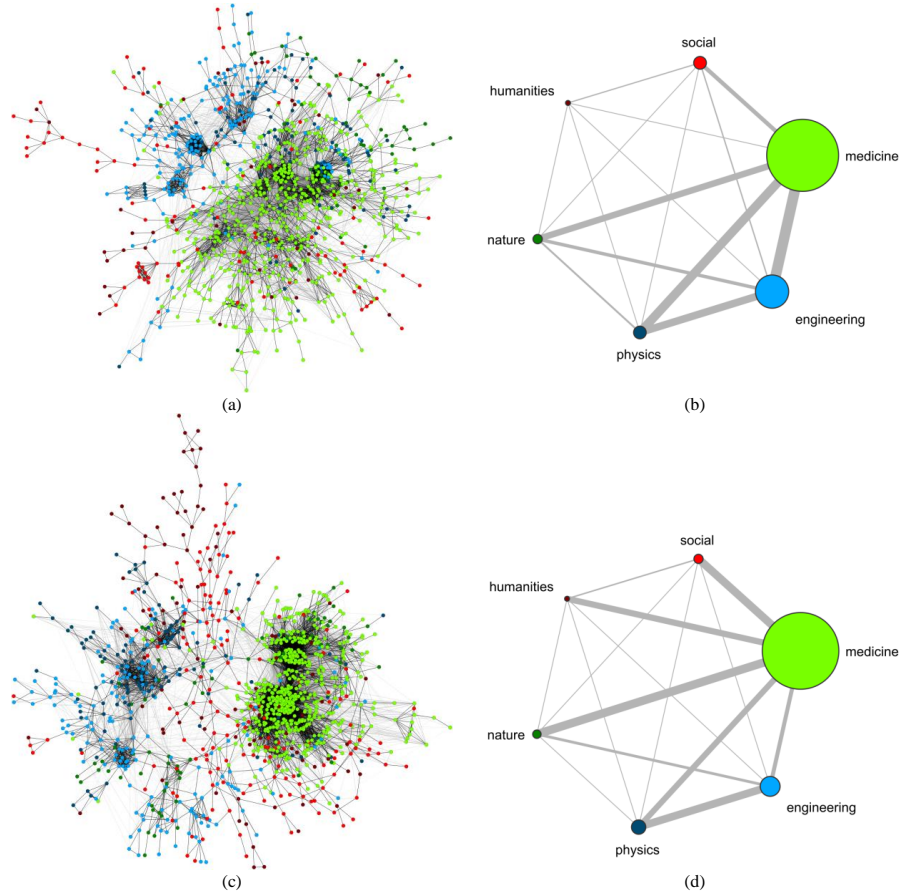 social
humanities
medicine
nature
engineering
physics
(a)
(b)
social
humanities
medicine
nature
engineering
physics
(c)
(d)